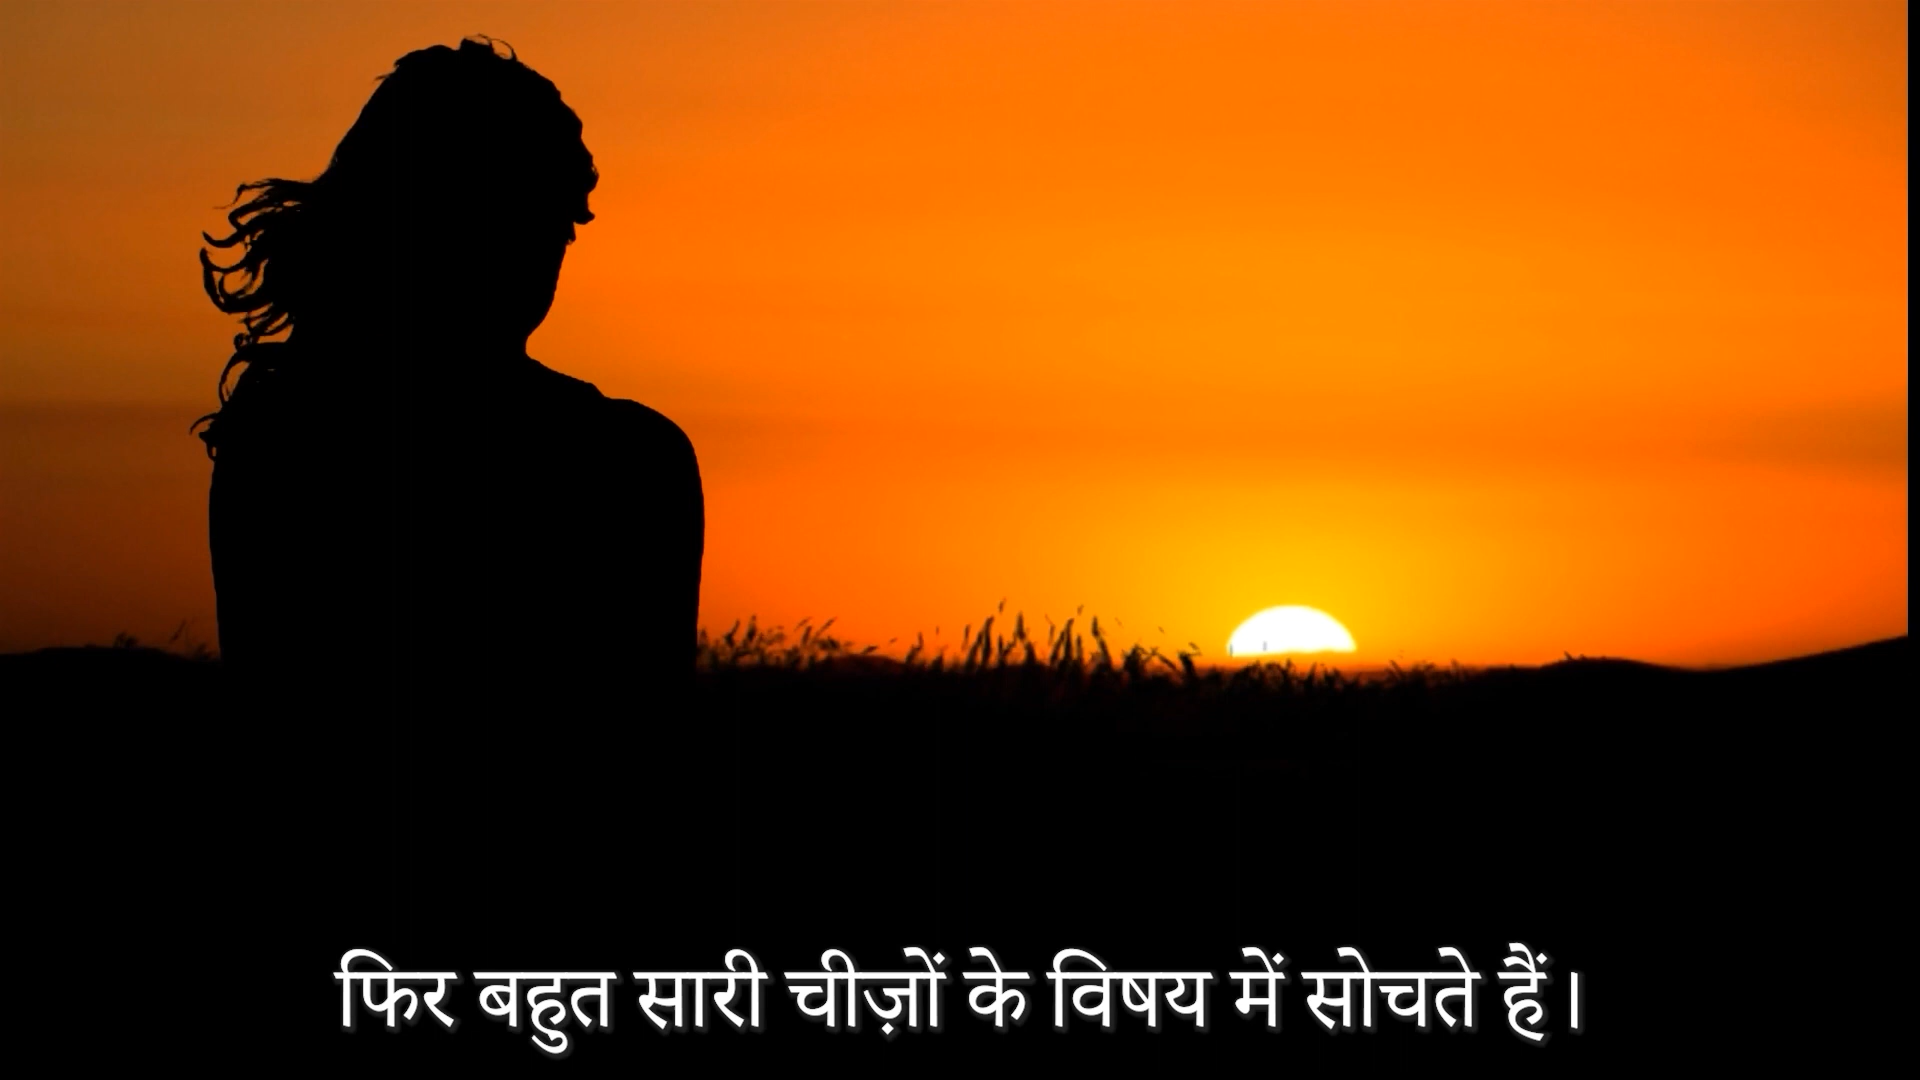 फिर बहुत सारी चीज़ों के विषय में सोचते हैं।